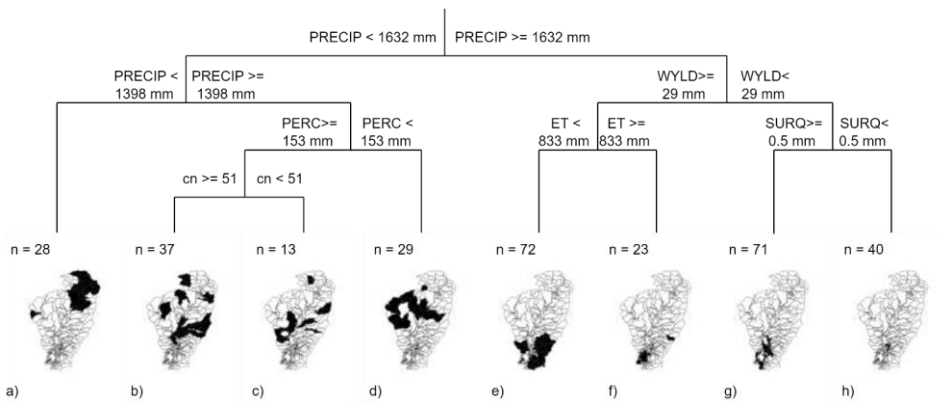 PRECIP < 1632 mm PRECIP >= 1632 mm
PRECIP < PRECIP >= WYLD>= WYLD<
1398 mm 1398 mm 29 mm 29 mm
PERC>= PERC < ET < ET >= SURQ>= SURQ<
153 mm 153 mm 833 mm 833 mm 0.5 mm 0.5 mm
cn >= 51 cn < 51
n = 28 n = 37 n = 13 n = 29 n = 72 n = 23 n = 71 n = 40
a) b) c) d) e) f) g) h)